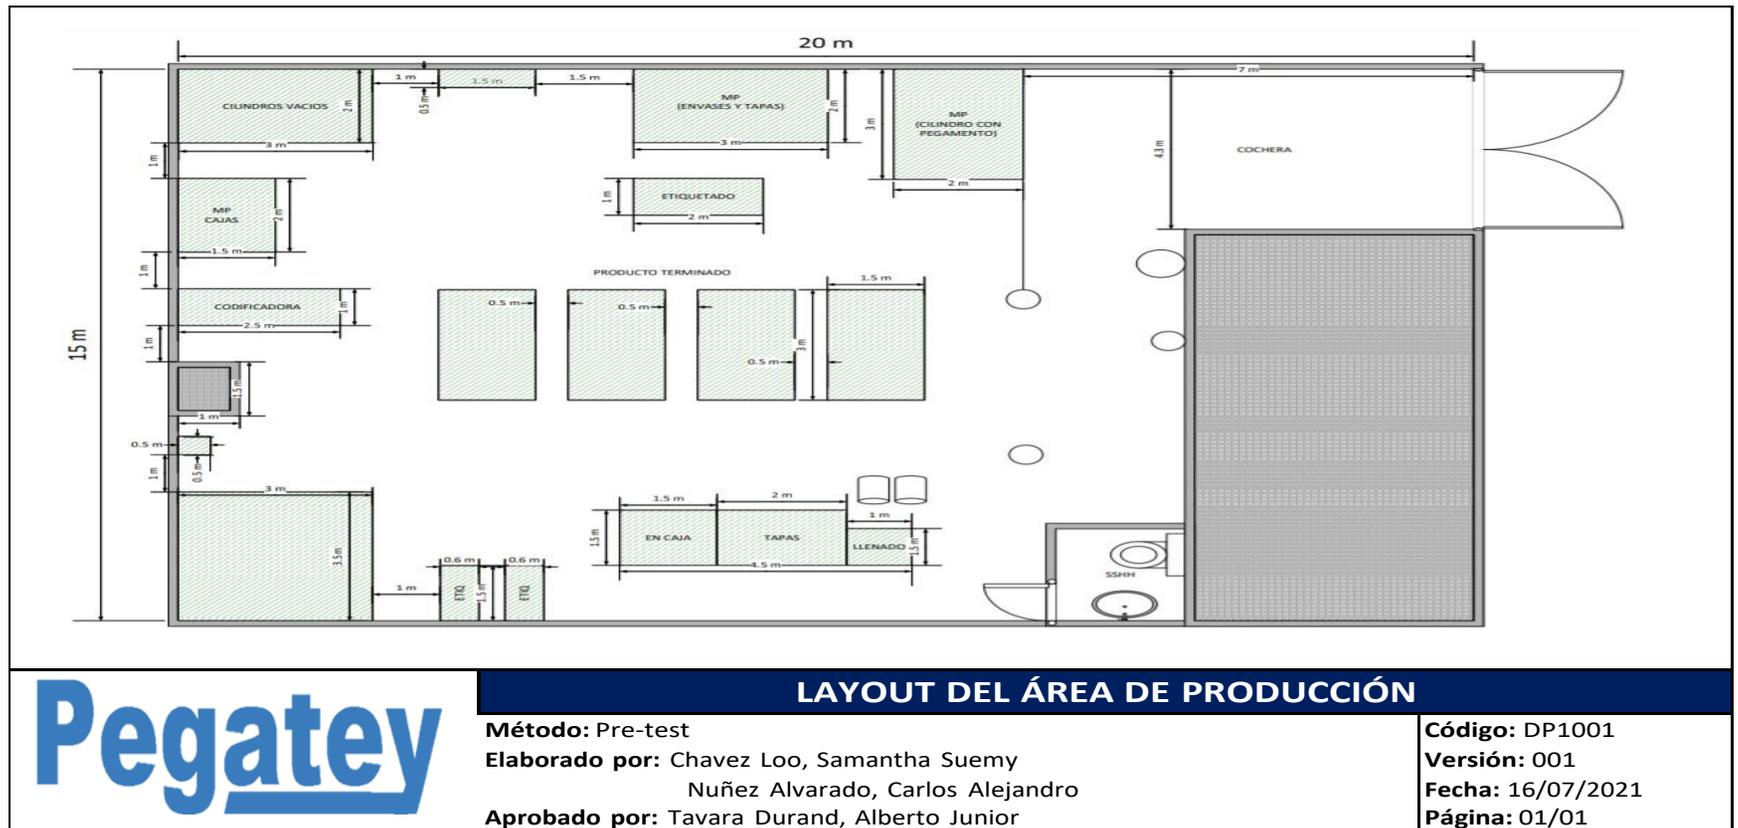 20 m
1 m
1.5 m
1.5 m
7 m
0.5 m
CILINDROS VACIOS
2 m
3 m
MP
(ENVASES Y TAPAS)
2 m
3 m
3 m
MP
(CILINDRO CON
PEGAMENTO)
2 m
4.3 m
COCHERA
1 m
MP
CAJAS
2 m
1.5 m
1 m
ETIQUETADO
2 m
1 m
PRODUCTO TERMINADO
1.5 m
CODIFICADORA
1 m
2.5 m
0.5 m
0.5 m
0.5 m
3 m
1 m
15 m
1.5 m
1 m
0.5 m
0.5 m
1 m
3 m
3.5 m
1 m
0.6 m
0.6 m
ETIQ
1.5 m
ETIQ
1.5 m
2 m
1 m
1.5 m
EN CAJA
TAPAS
LLENADO
1.5 m
4.5 m
SSHH
Pegatey
LAYOUT DEL ÁREA DE PRODUCCIÓN
Método: Pre-test
Código: DP1001
Elaborado por: Chavez Loo, Samantha Suemy
Versión: 001
Nuñez Alvarado, Carlos Alejandro
Fecha: 16/07/2021
Aprobado por: Tavara Durand, Alberto Junior
Página: 01/01